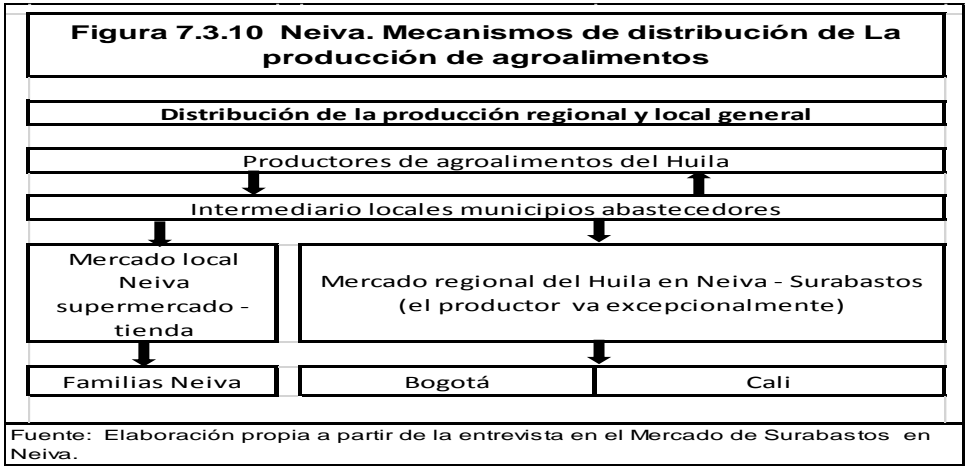 Figura 7.3.10 Neiva. Mecanismos de distribución de La
producción de agroalimentos
Distribución de la producción regional y local general
Productores de agroalimentos del Huila
Intermediario locales municipios abastecedores
Mercado local
Neiva
supermercado -
tienda
Mercado regional del Huila en Neiva - Surabastos
(el productor va excepcionalmente)
Familias Neiva
Bogotá
Cali
Fuente: Elaboración propia a partir de la entrevista en el Mercado de Surabastos en
Neiva.